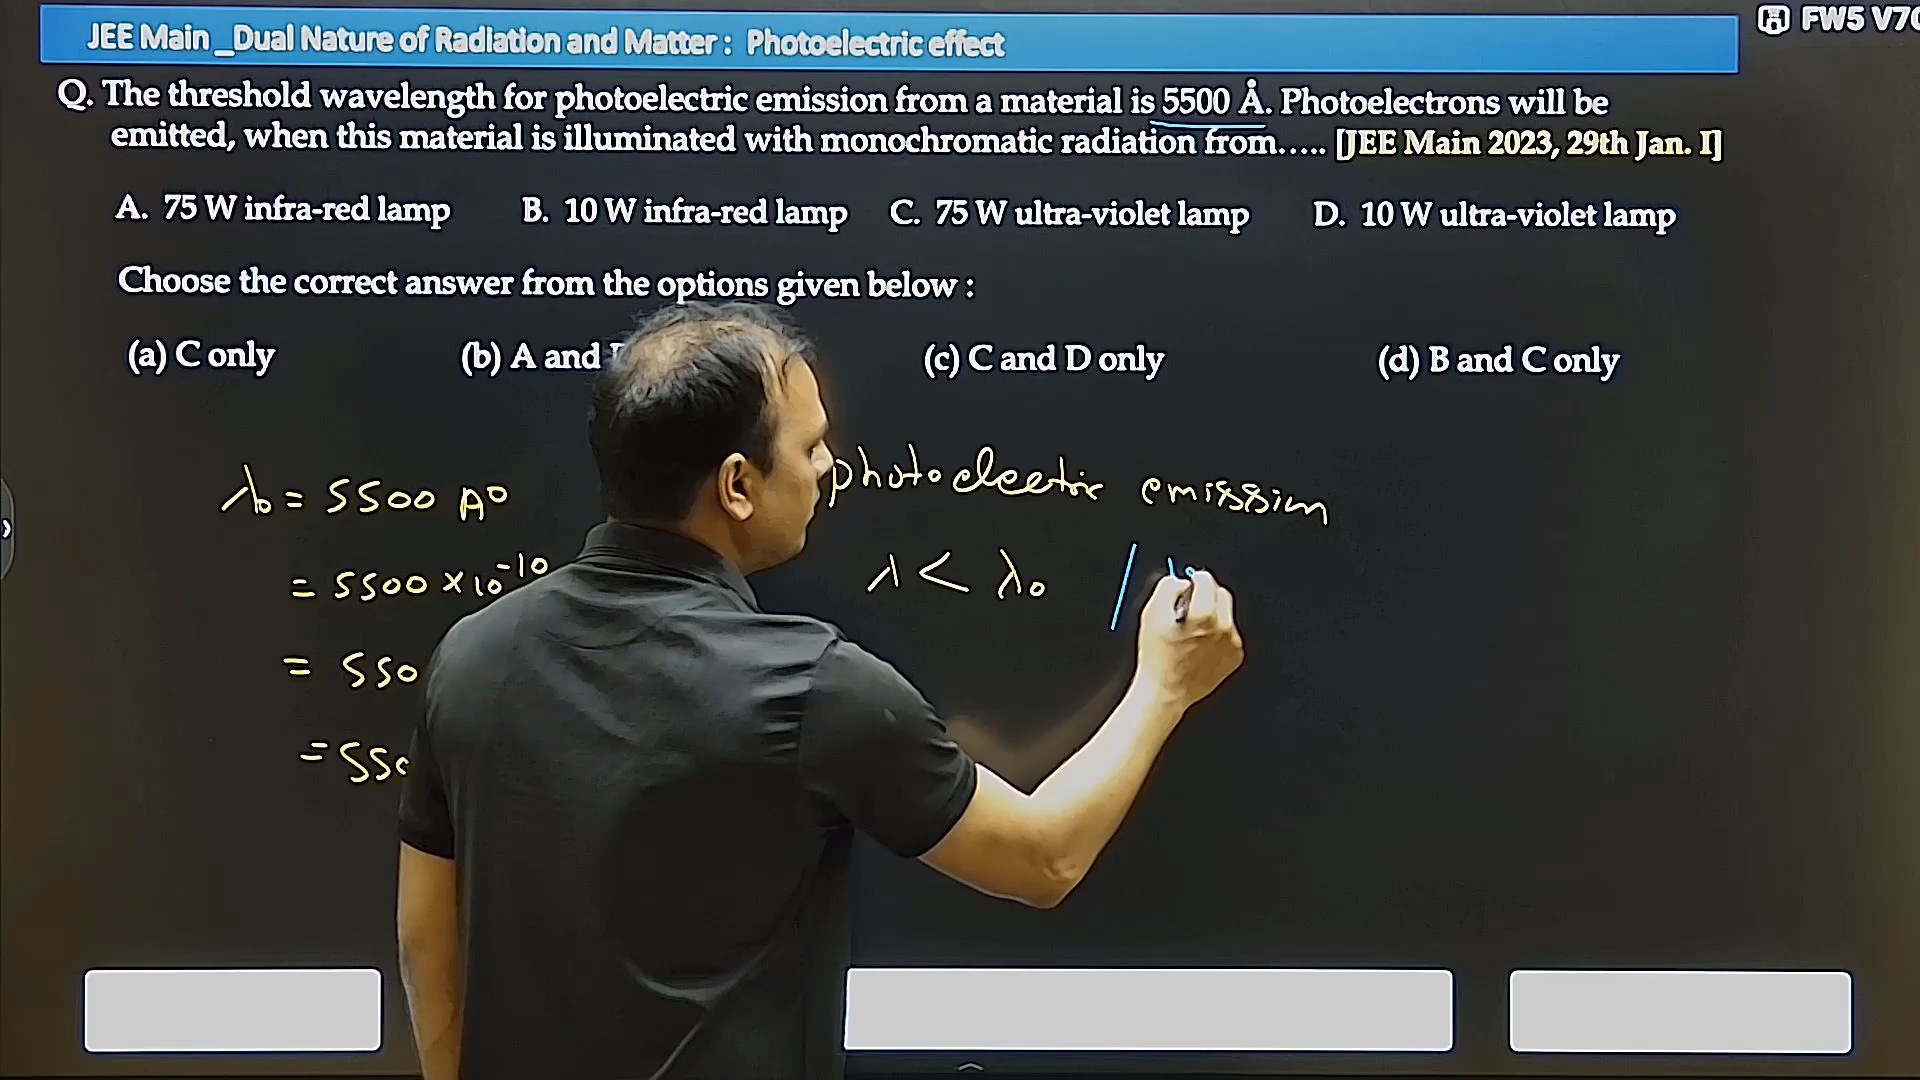 JEE Main _Dual Nature of Radiation and Matter : Photoelectric effect
FW5 V7
Q. The threshold wavelength for photoelectric emission from a material is 5500 Å. Photoelectrons will be
emitted, when this material is illuminated with monochromatic radiation from..... [JEE Main 2023, 29th Jan. I]
A. 75 W infra-red lamp B. 10 W infra-red lamp C. 75 W ultra-violet lamp D. 10 W ultra-violet lamp
Choose the correct answer from the options given below :
(a) C only (b) A and (c) C and D only (d) B and C only
λ₀ = 5500 A⁰
= 5500 × 10⁻¹⁰
= 550
= 550
photoelectric emission
λ < λ₀ /